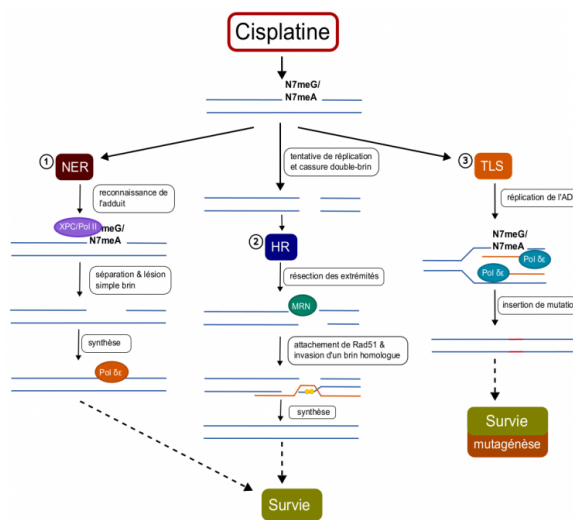 Cisplatine
N7meG/
N7meA
1
NER
reconnaissance de
l'adduit
XPC/Pol II
meG/
N7meA
séparation & lésion
simple brin
synthèse
Pol δε
tentative de réplication
et cassure double-brin
2
HR
résection des extrémités
MRN
attachement de Rad51 &
invasion d'un brin homologue
synthèse
3
TLS
réplication de l'AD
N7meG/
N7meA
Pol δε
Pol δε
insertion de mutatio
Survie
mutagénèse
Survie